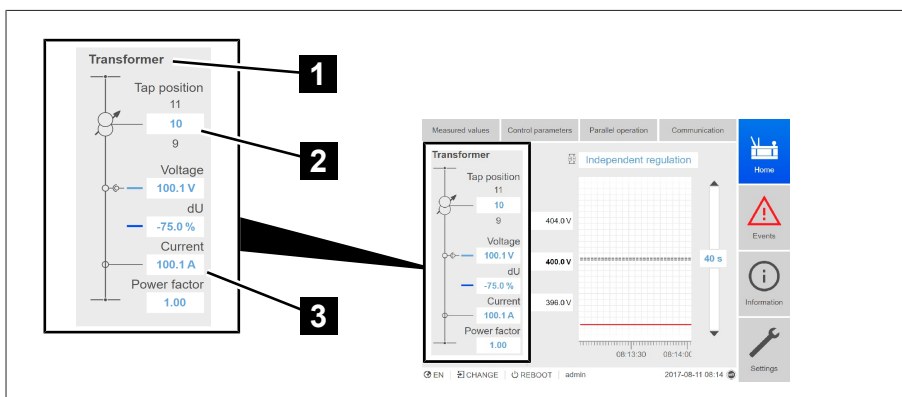 Transformer
1
Tap position
11
10
2
9
Voltage
100.1 V
dU
-75.0 %
Current
100.1 A
3
Power factor
1.00
Measured values
Control parameters
Parallel operation
Communication
Transformer
Independent regulation
Tap position
11
10
9
Voltage
100.1 V
dU
-75.0 %
Current
100.1 A
Power factor
1.00
404.0 V
400.0 V
396.0 V
40 s
08:13:30
08:14:00
Home
Events
Information
Settings
EN
CHANGE
REBOOT
admin
2017-08-11 08:14